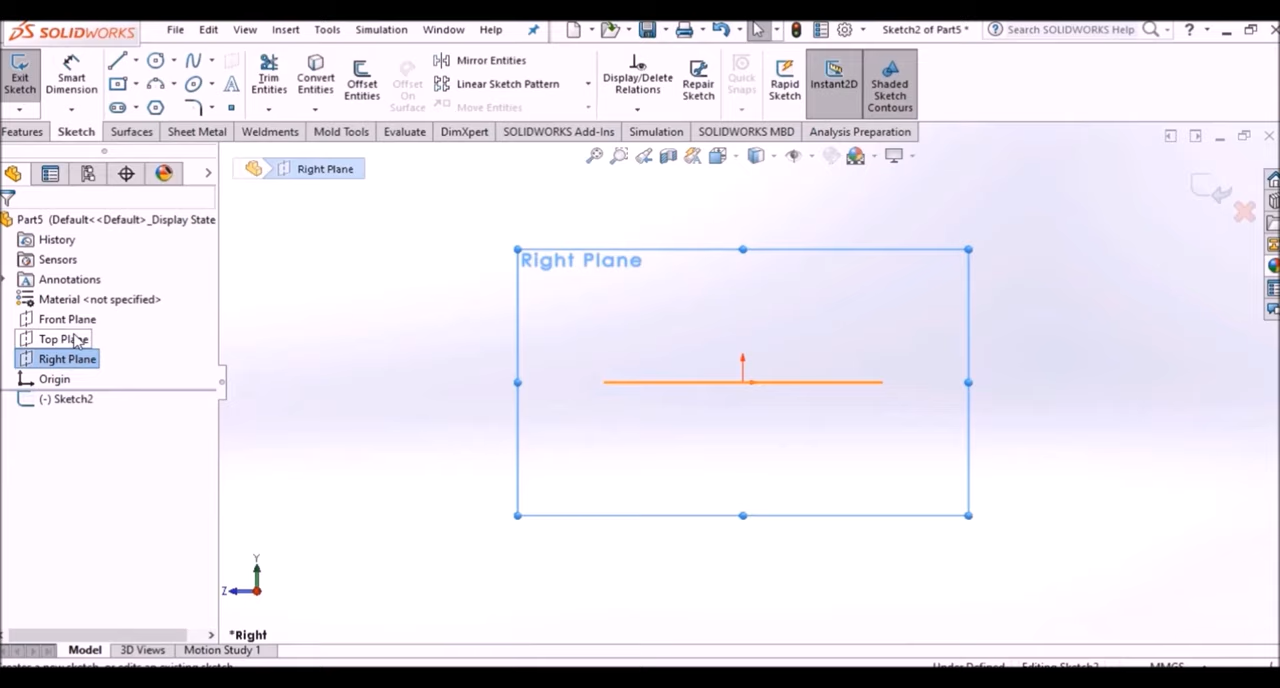 SOLIDWORKS File Edit View Insert Tools Simulation Window Help Sketch2 of Part5 * Search SOLIDWORKS Help ?
Exit Sketch
Smart Dimension
Trim Entities
Convert Entities
Offset Entities
Offset On Surface
Mirror Entities
Linear Sketch Pattern
Move Entities
Display/Delete Relations
Repair Sketch
Quick Snaps
Rapid Sketch
Instant2D
Shaded Sketch Contours
Features Sketch Surfaces Sheet Metal Weldments Mold Tools Evaluate DimXpert SOLIDWORKS Add-Ins Simulation SOLIDWORKS MBD Analysis Preparation
Right Plane
Part5 (Default<<Default>_Display State
History
Sensors
Annotations
Material <not specified>
Front Plane
Top Plane
Right Plane
Origin
(-) Sketch2
Right Plane
Y
Z
*Right
Model 3D Views Motion Study 1